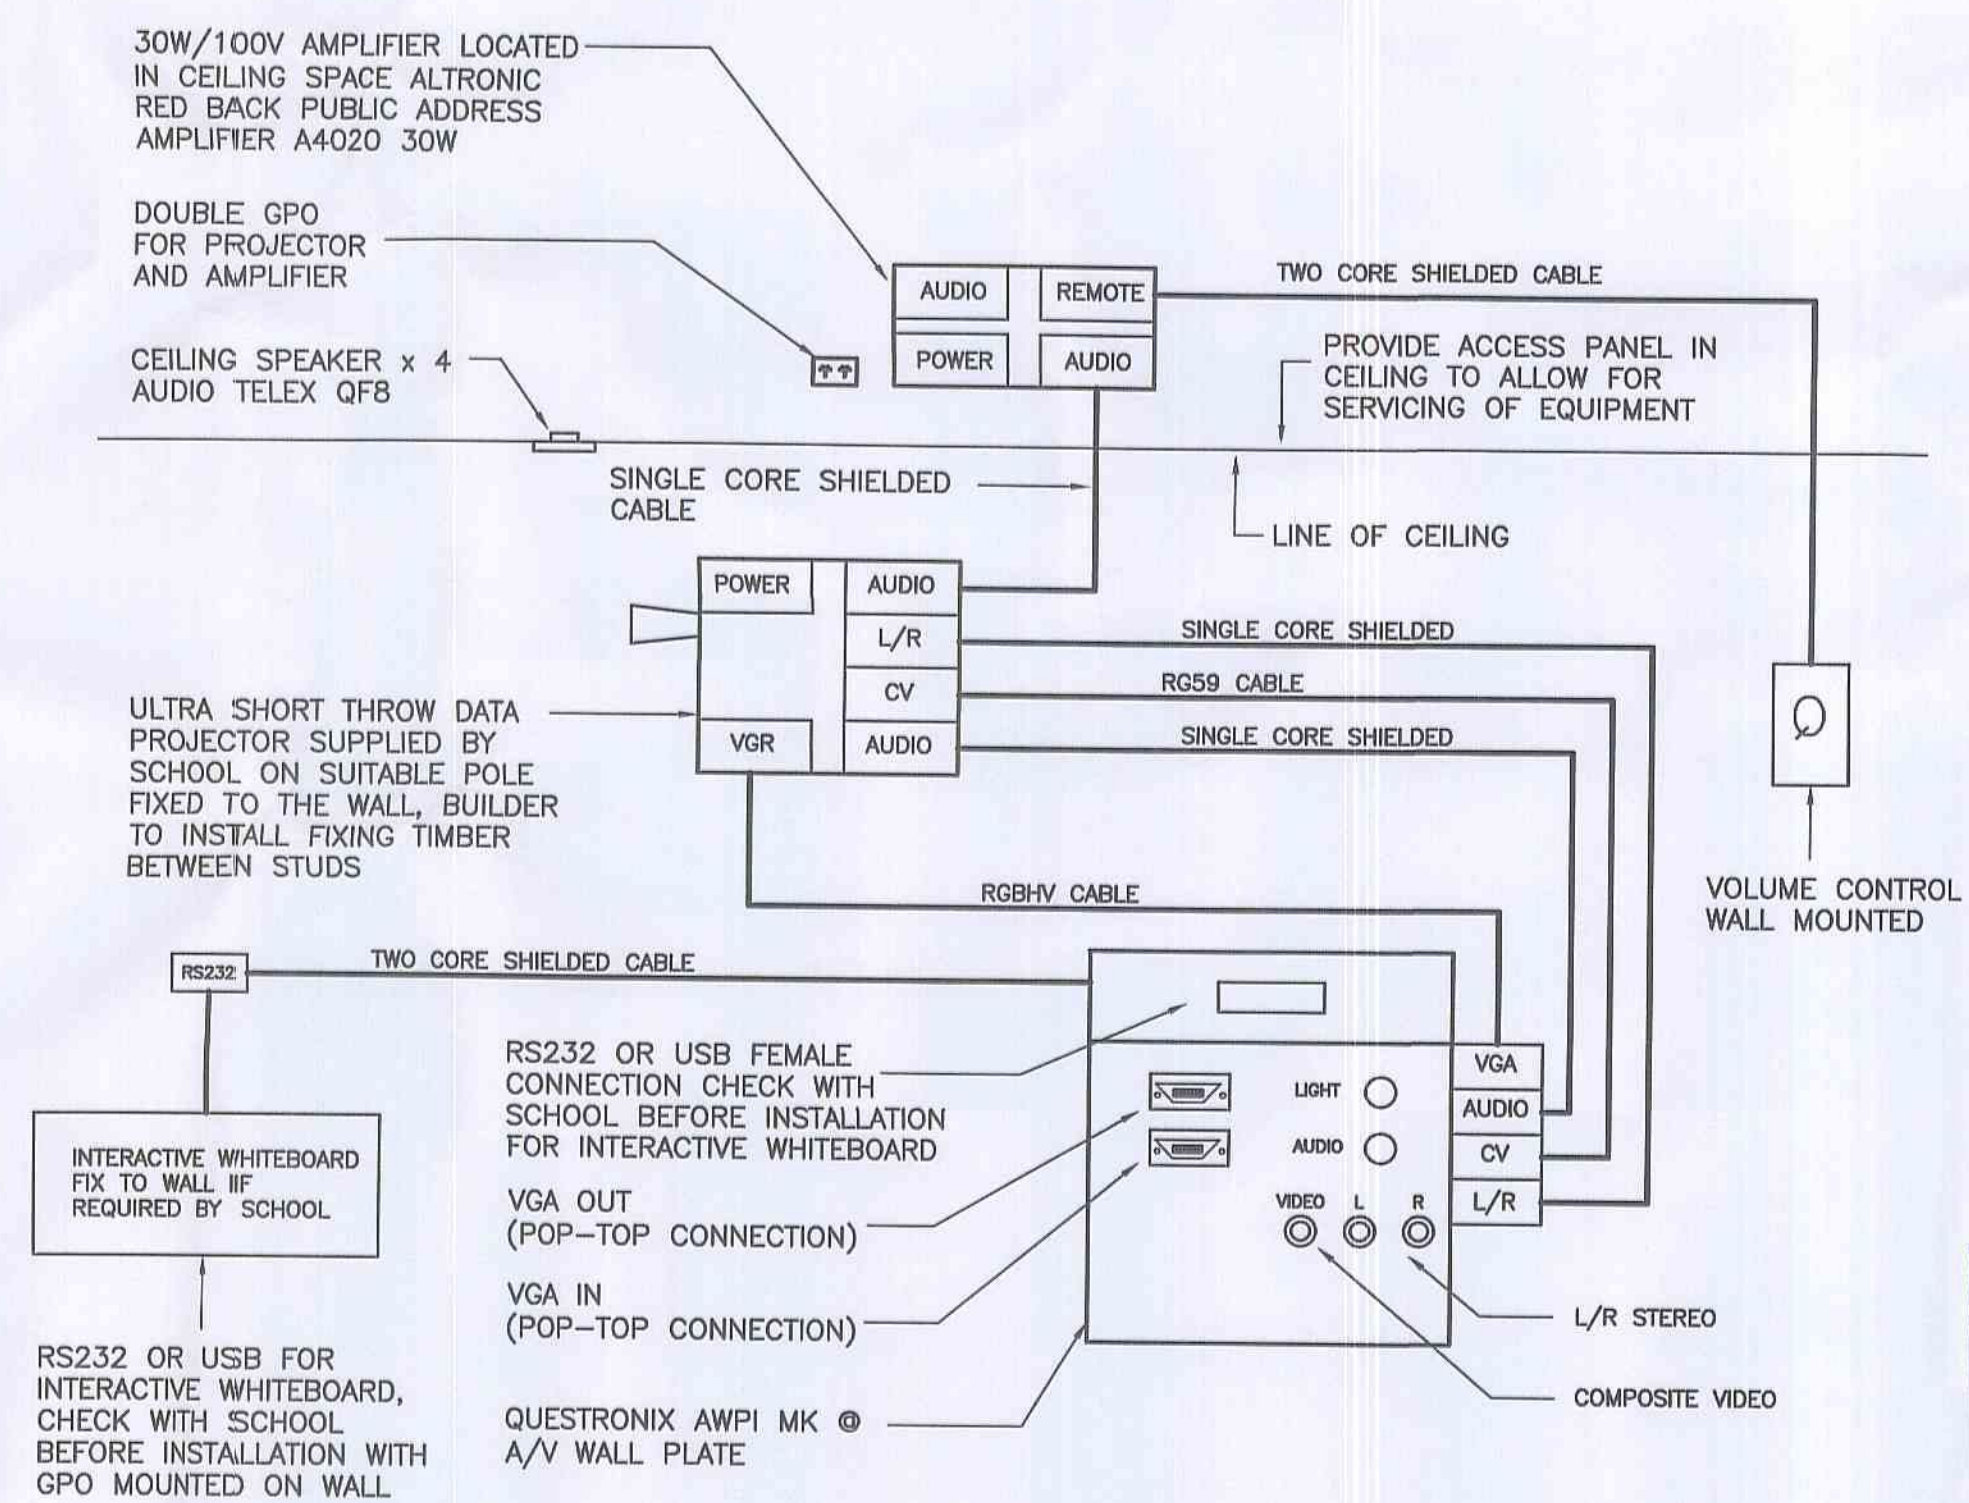 30W/100V AMPLIFIER LOCATED
IN CEILING SPACE ALTRONIC
RED BACK PUBLIC ADDRESS
AMPLIFIER A4020 30W
DOUBLE GPO
FOR PROJECTOR
AND AMPLIFIER
CEILING SPEAKER x 4
AUDIO TELEX QF8
AUDIO
REMOTE
POWER
AUDIO
TWO CORE SHIELDED CABLE
PROVIDE ACCESS PANEL IN
CEILING TO ALLOW FOR
SERVICING OF EQUIPMENT
SINGLE CORE SHIELDED
CABLE
LINE OF CEILING
POWER
AUDIO
L/R
CV
VGR
AUDIO
SINGLE CORE SHIELDED
RG59 CABLE
SINGLE CORE SHIELDED
ULTRA SHORT THROW DATA
PROJECTOR SUPPLIED BY
SCHOOL ON SUITABLE POLE
FIXED TO THE WALL, BUILDER
TO INSTALL FIXING TIMBER
BETWEEN STUDS
RGBHV CABLE
VOLUME CONTROL
WALL MOUNTED
RS232
TWO CORE SHIELDED CABLE
RS232 OR USB FEMALE
CONNECTION CHECK WITH
SCHOOL BEFORE INSTALLATION
FOR INTERACTIVE WHITEBOARD
VGA OUT
(POP-TOP CONNECTION)
VGA IN
(POP-TOP CONNECTION)
LIGHT
AUDIO
VIDEO L R
VGA
AUDIO
CV
L/R
INTERACTIVE WHITEBOARD
FIX TO WALL IIF
REQUIRED BY SCHOOL
RS232 OR USB FOR
INTERACTIVE WHITEBOARD,
CHECK WITH SCHOOL
BEFORE INSTALLATION WITH
GPO MOUNTED ON WALL
QUESTRONIX AWPI MK @
A/V WALL PLATE
L/R STEREO
COMPOSITE VIDEO